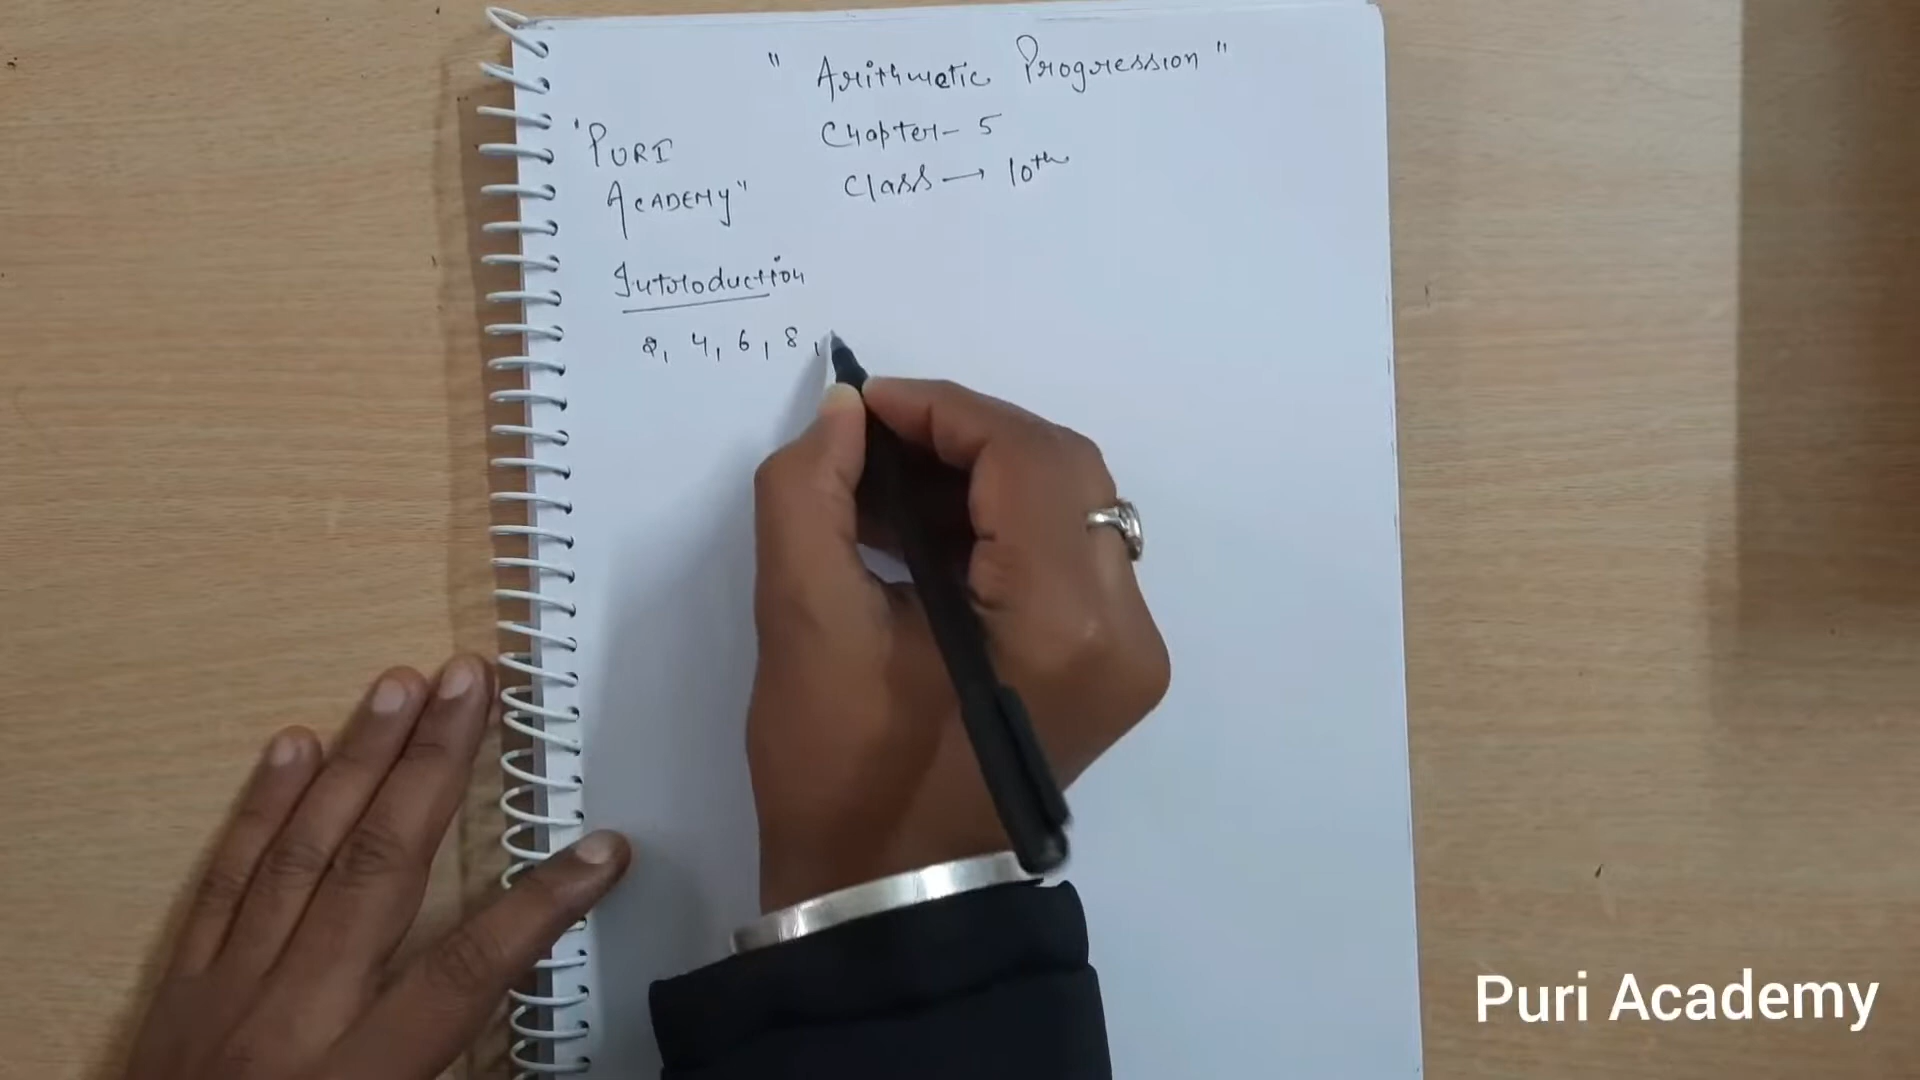 " Arithmetic Progression "
'PURI
ACADEMY"
Chapter- 5
Class → 10th
Introduction
2, 4, 6, 8,
Puri Academy